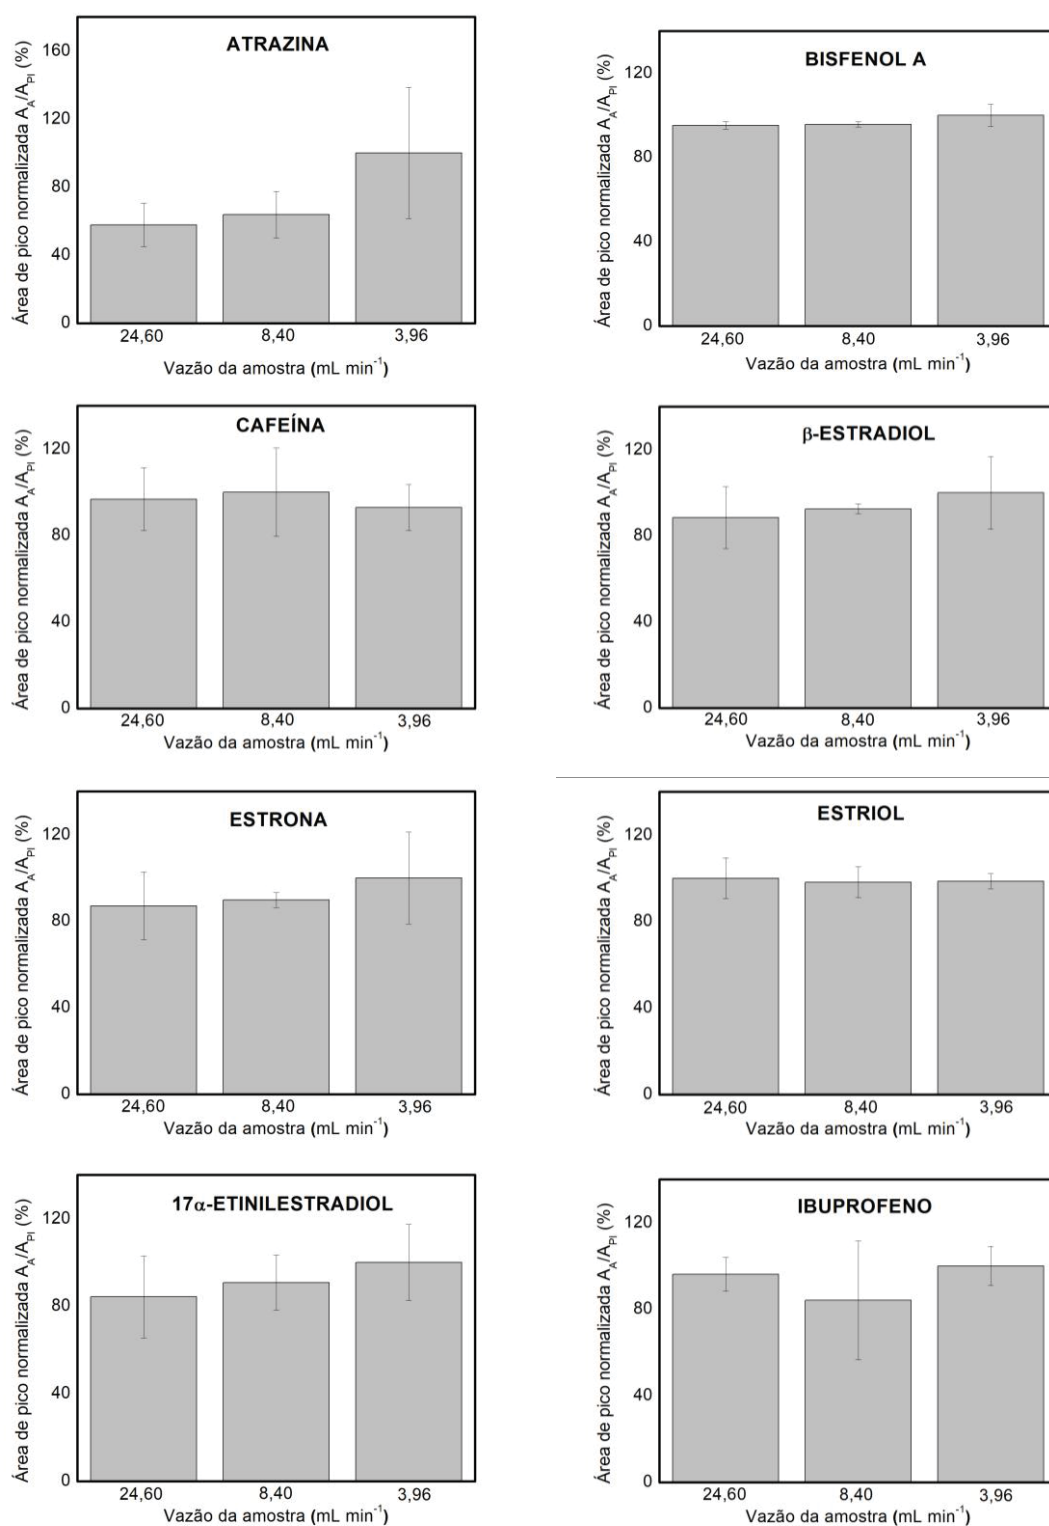 ATRAZINA
Área de pico normalizada A_A/A_PI (%)
160
120
80
40
0
24,60 8,40 3,96
Vazão da amostra (mL min⁻¹)
BISFENOL A
Área de pico normalizada A_A/A_PI (%)
120
80
40
0
24,60 8,40 3,96
Vazão da amostra (mL min⁻¹)
CAFEÍNA
Área de pico normalizada A_A/A_PI (%)
120
80
40
0
24,60 8,40 3,96
Vazão da amostra (mL min⁻¹)
β-ESTRADIOL
Área de pico normalizada A_A/A_PI (%)
120
80
40
0
24,60 8,40 3,96
Vazão da amostra (mL min⁻¹)
ESTRONA
Área de pico normalizada A_A/A_PI (%)
120
80
40
0
24,60 8,40 3,96
Vazão da amostra (mL min⁻¹)
ESTRIOL
Área de pico normalizada A_A/A_PI (%)
120
80
40
0
24,60 8,40 3,96
Vazão da amostra (mL min⁻¹)
17α-ETINILESTRADIOL
Área de pico normalizada A_A/A_PI (%)
120
80
40
0
24,60 8,40 3,96
Vazão da amostra (mL min⁻¹)
IBUPROFENO
Área de pico normalizada A_A/A_PI (%)
120
80
40
0
24,60 8,40 3,96
Vazão da amostra (mL min⁻¹)